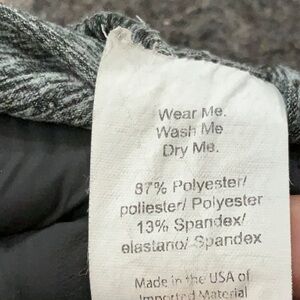 Wear Me.
Wash Me.
Dry Me.
87% Polyester/
poliester/ Polyester
13% Spandex/
elastano/ Spandex
Made in the USA of
Imported Material